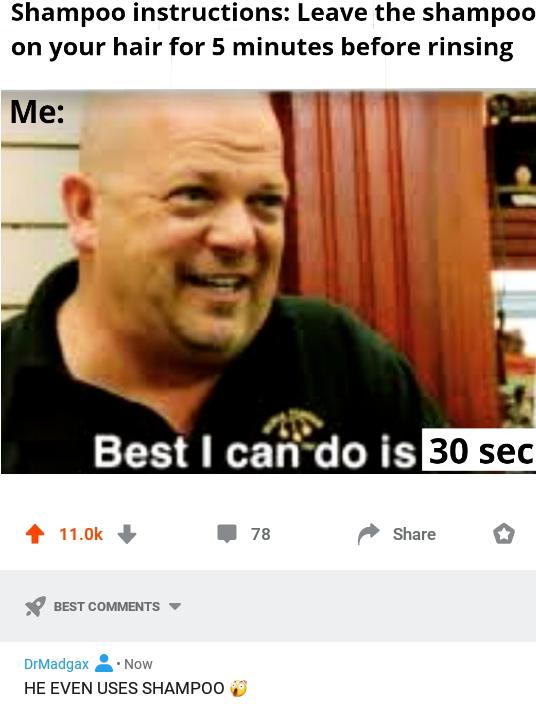 Shampoo instructions: Leave the shampoo
on your hair for 5 minutes before rinsing
Me:
Best I can do is 30 sec
11.0k 78 Share
BEST COMMENTS
DrMadgax • Now
HE EVEN USES SHAMPOO 😲